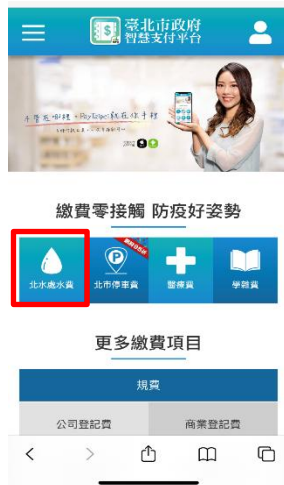 臺北市政府
智慧支付平台
繳費零接觸 防疫好姿勢
北水處水費
北市停車費
醫療費
學雜費
更多繳費項目
規費
公司登記費
商業登記費